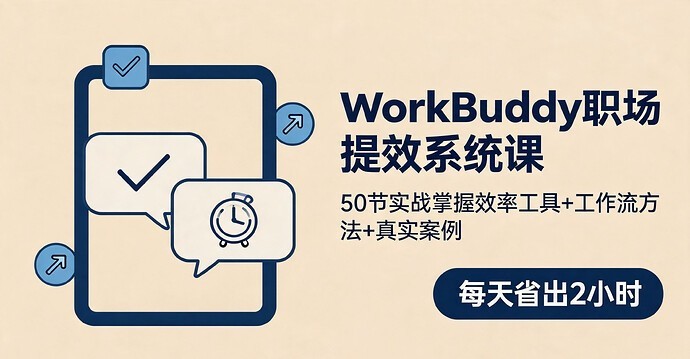 WorkBuddy职场
提效系统课
50节实战掌握效率工具+工作流方
法+真实案例
每天省出2小时